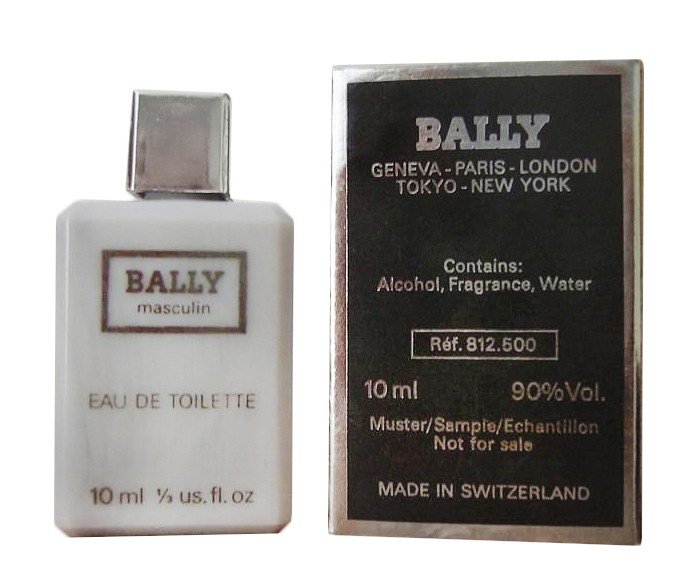 BALLY
masculin
EAU DE TOILETTE
10 ml ⅓ us. fl. oz
BALLY
GENEVA - PARIS - LONDON
TOKYO - NEW YORK
Contains:
Alcohol, Fragrance, Water
Réf. 812.500
10 ml 90% Vol.
Muster/Sample/Echantillon
Not for sale
MADE IN SWITZERLAND